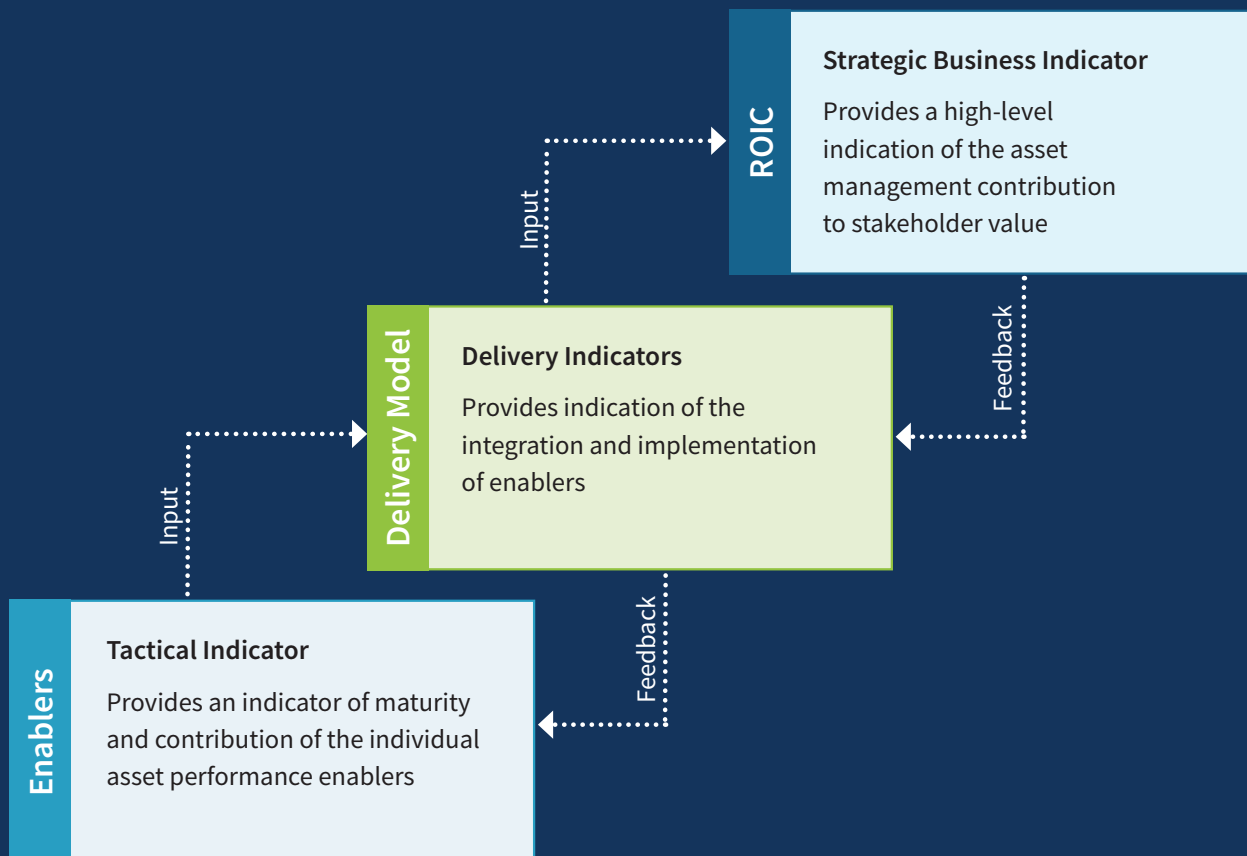 ROIC
Strategic Business Indicator
Provides a high-level
indication of the asset
management contribution
to stakeholder value
Input
Feedback
Delivery Model
Delivery Indicators
Provides indication of the
integration and implementation
of enablers
Input
Feedback
Enablers
Tactical Indicator
Provides an indicator of maturity
and contribution of the individual
asset performance enablers